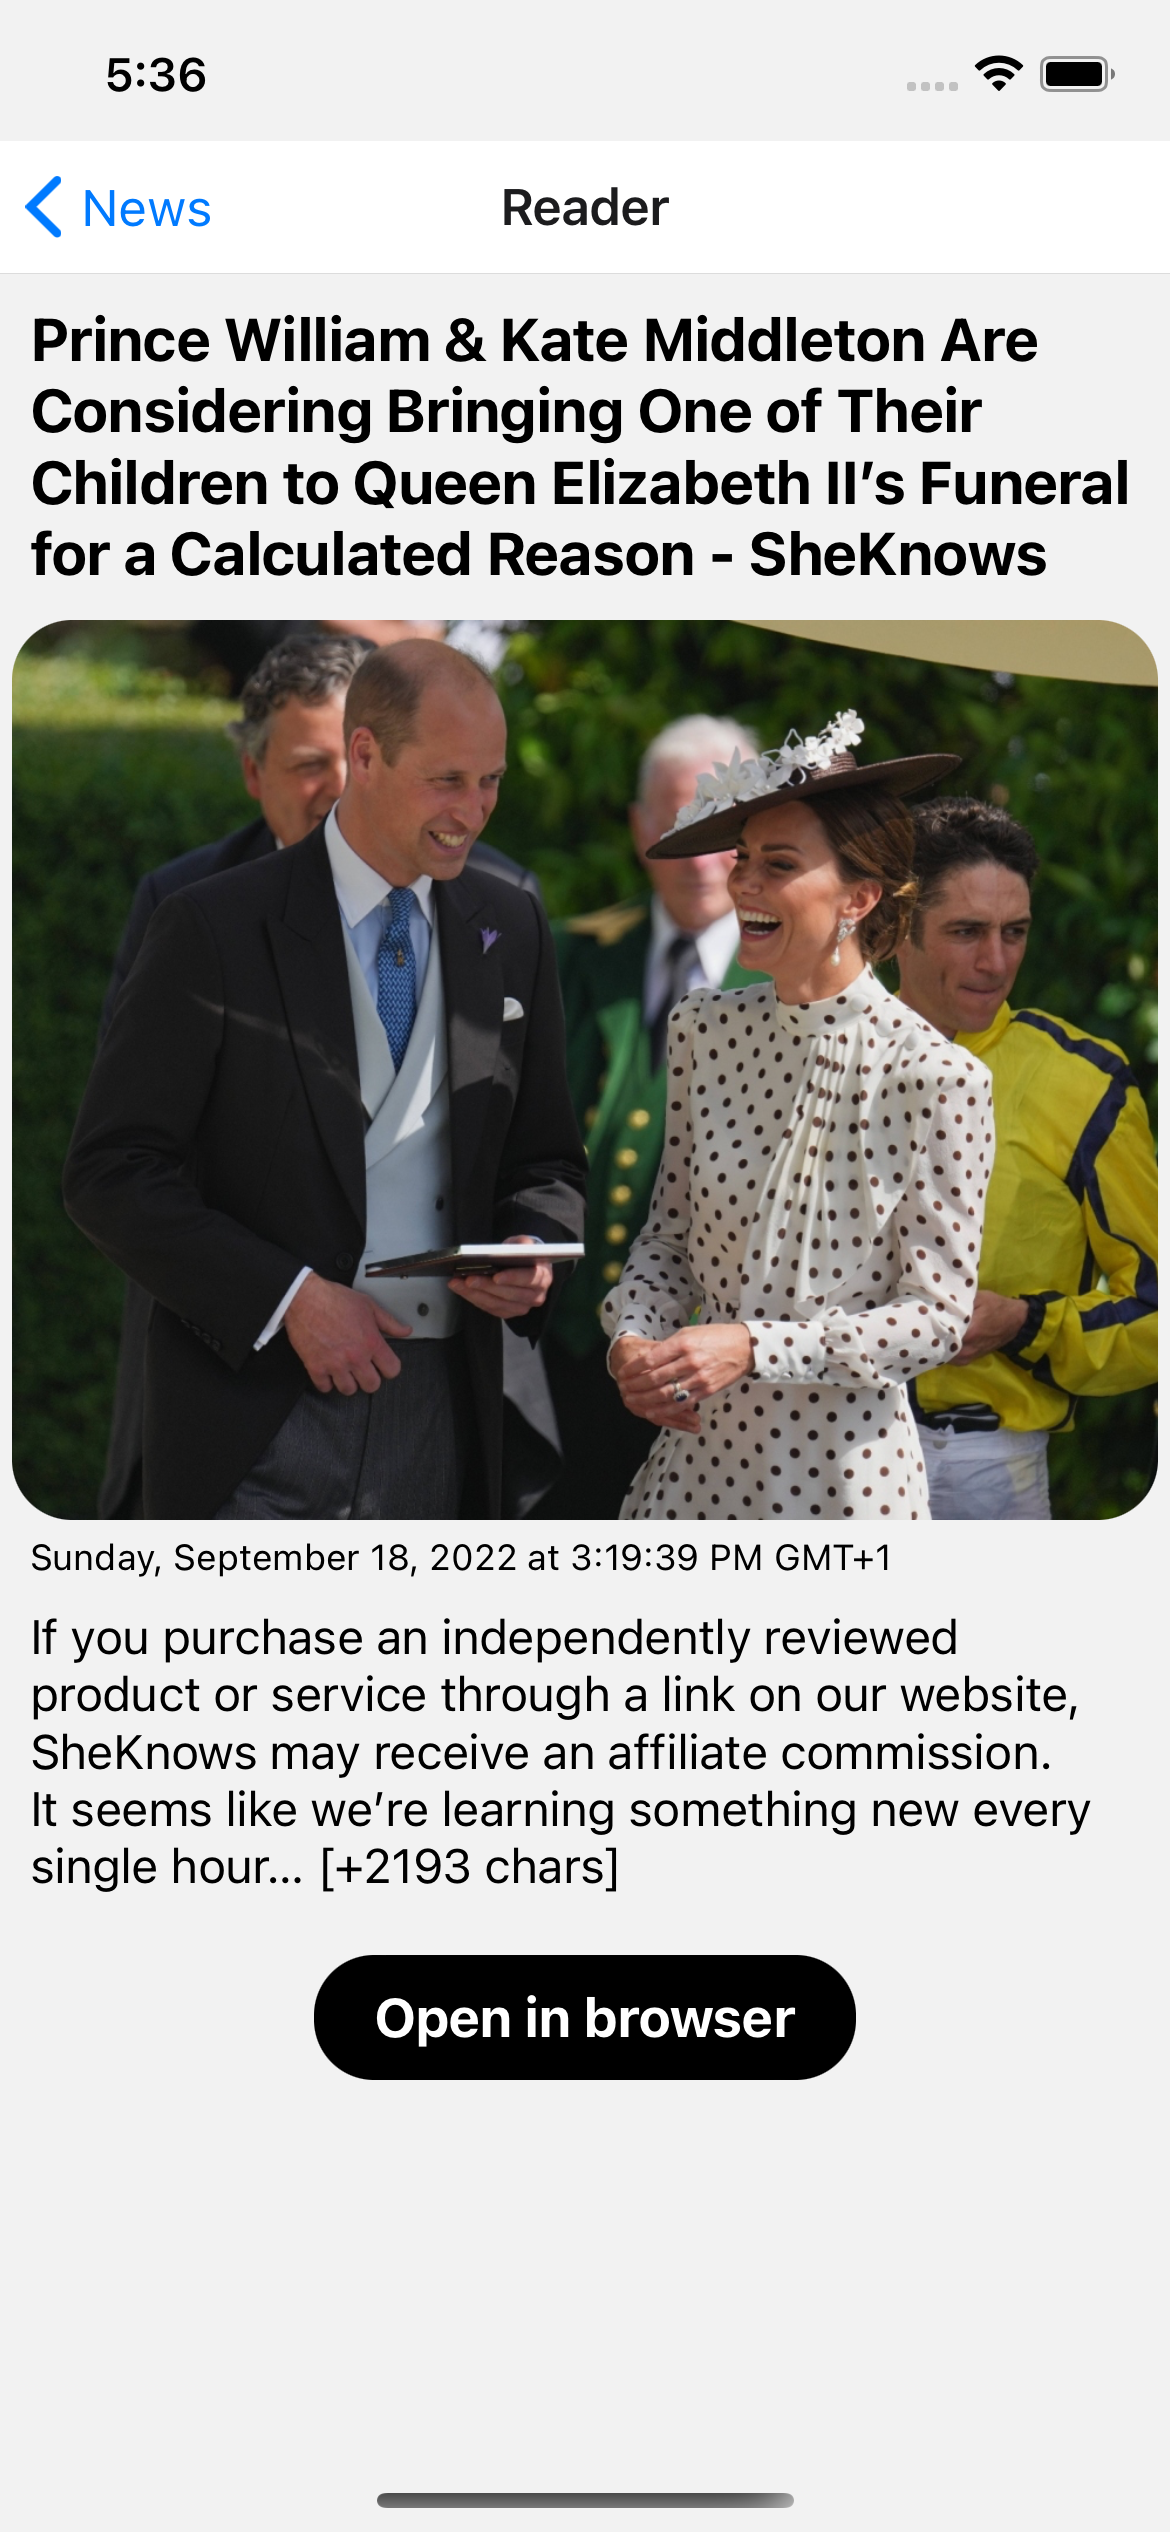 5:36
News
Reader
Prince William & Kate Middleton Are
Considering Bringing One of Their
Children to Queen Elizabeth II’s Funeral
for a Calculated Reason - SheKnows
Sunday, September 18, 2022 at 3:19:39 PM GMT+1
If you purchase an independently reviewed
product or service through a link on our website,
SheKnows may receive an affiliate commission.
It seems like we’re learning something new every
single hour… [+2193 chars]
Open in browser